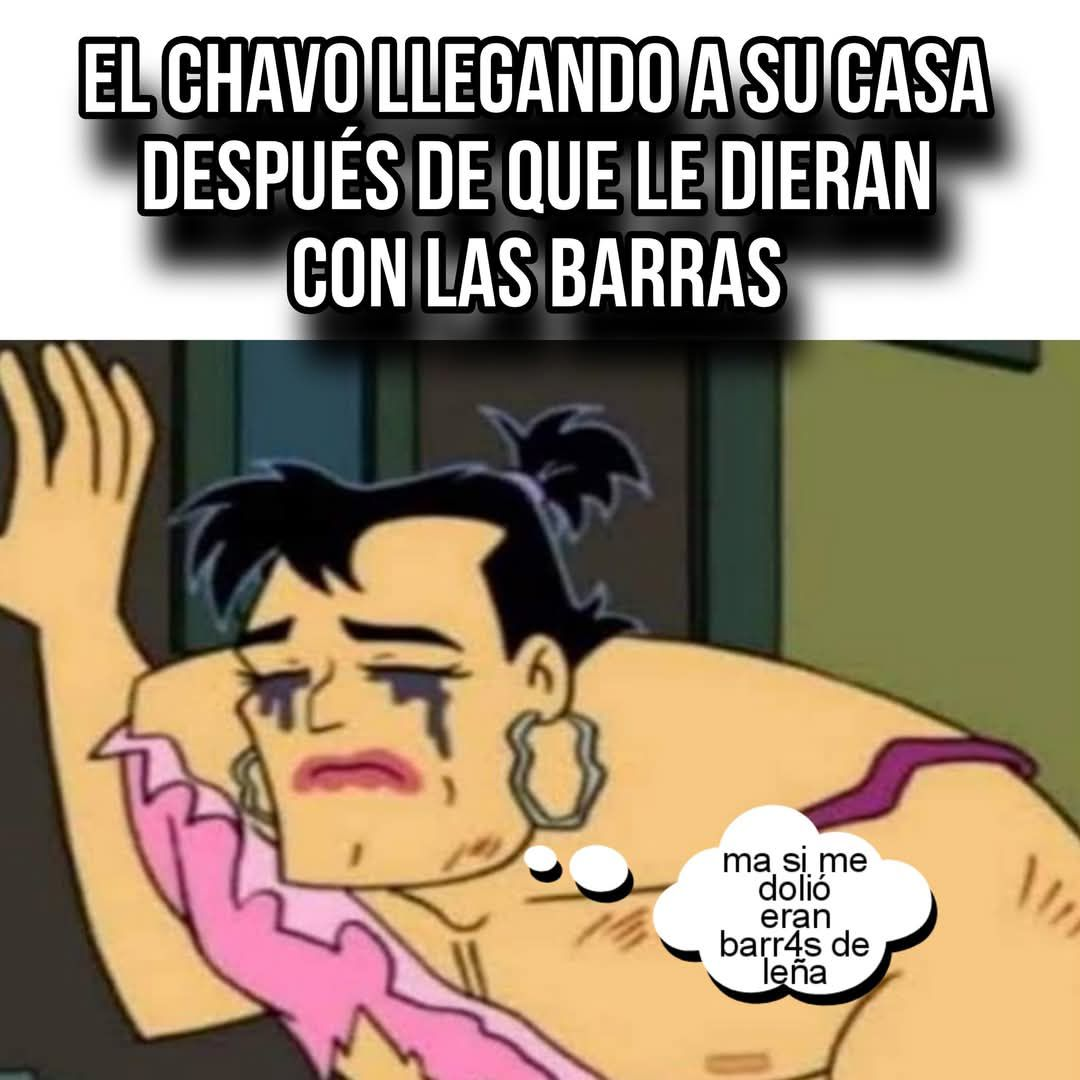 EL CHAVO LLEGANDO A SU CASA
DESPUÉS DE QUE LE DIERAN
CON LAS BARRAS
ma si me
dolió
eran
barr4s de
leña